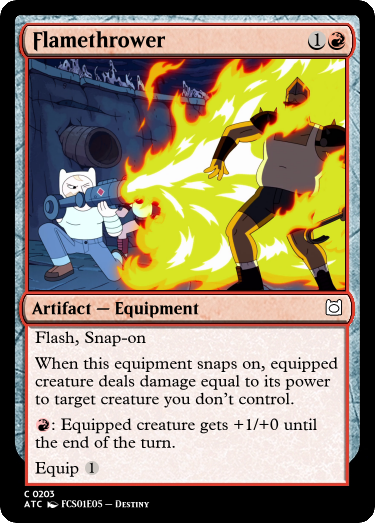 Flamethrower 1
Artifact — Equipment
Flash, Snap-on
When this equipment snaps on, equipped
creature deals damage equal to its power
to target creature you don't control.
: Equipped creature gets +1/+0 until
the end of the turn.
Equip 1
C 0203
ATC FCS01E05 – Destiny